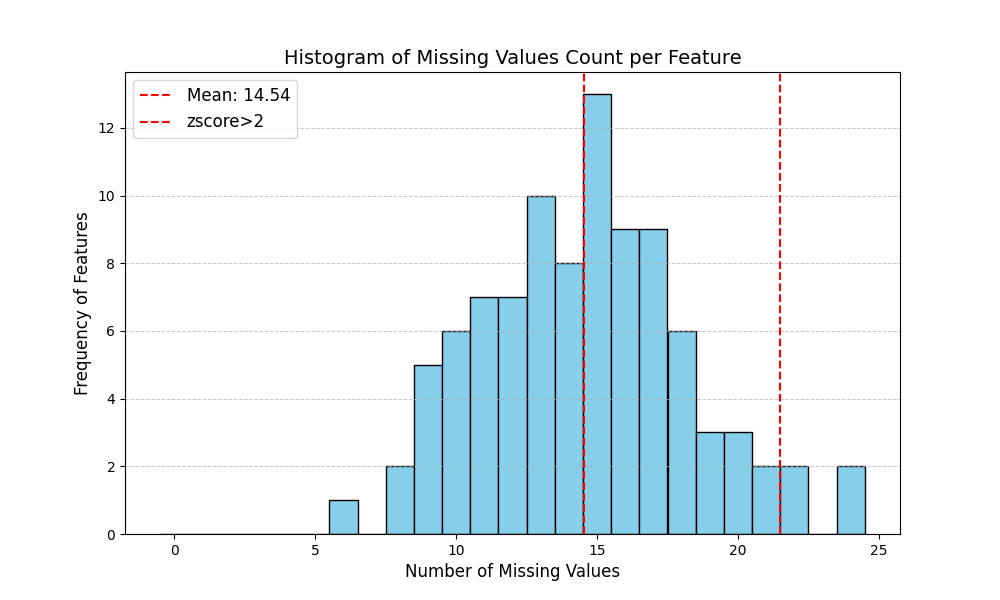 Histogram of Missing Values Count per Feature
Mean: 14.54
zscore>2
12
10
8
6
4
2
0
Frequency of Features
0 5 10 15 20 25
Number of Missing Values